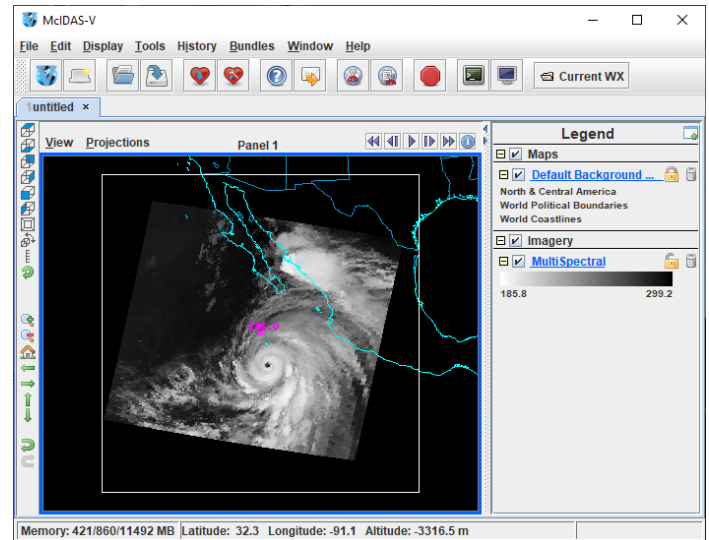 McIDAS-V
File Edit Display Tools History Bundles Window Help
Current WX
untitled ×
View Projections
Panel 1
Legend
Maps
Default Background ...
North & Central America
World Political Boundaries
World Coastlines
Imagery
MultiSpectral
185.8 299.2
Memory: 421/860/11492 MB Latitude: 32.3 Longitude: -91.1 Altitude: -3316.5 m